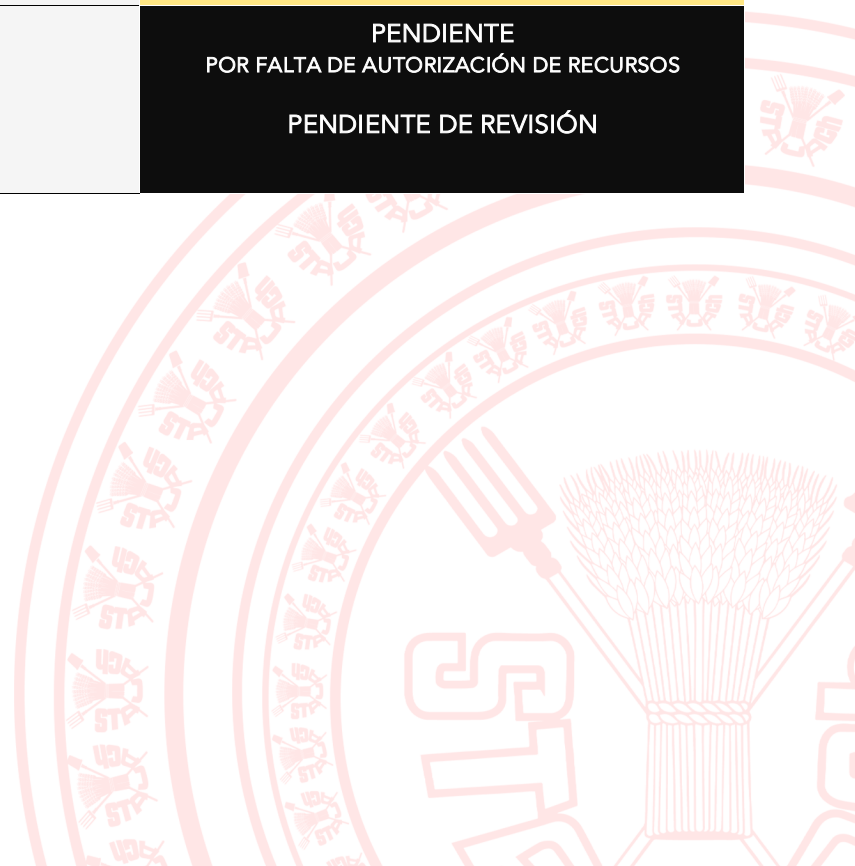 PENDIENTE
POR FALTA DE AUTORIZACIÓN DE RECURSOS
PENDIENTE DE REVISIÓN